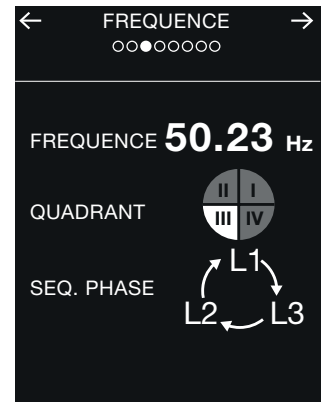 ← FREQUENCE →
FREQUENCE 50.23 Hz
QUADRANT
II I
III IV
SEQ. PHASE
L1
L2 L3